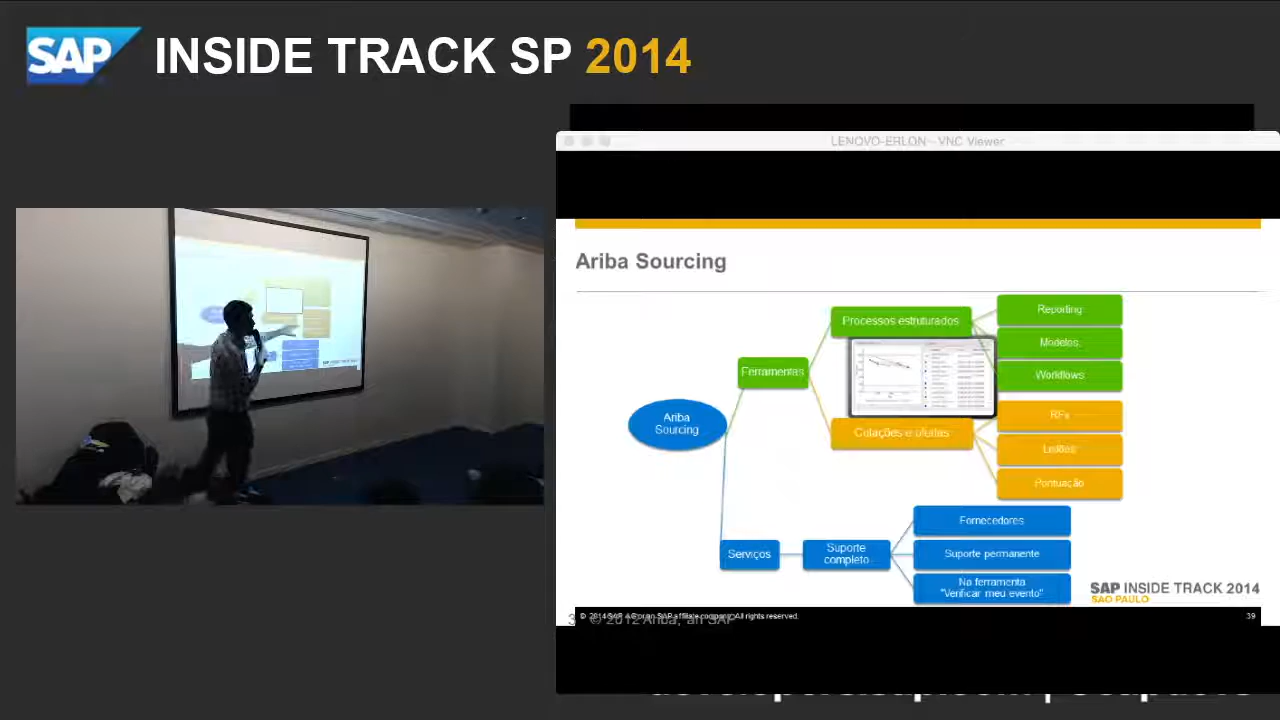 SAP INSIDE TRACK SP 2014
LENOVO-ERLON - VNC Viewer
Ariba Sourcing
Processos estruturados
Reporting
Modelos
Workflows
Ferramentas
Ariba
Sourcing
Cotações e ofertas
RFx
Leilões
Pontuação
Serviços
Suporte
completo
Fornecedores
Suporte permanente
Na ferramenta
"Verificar meu evento"
SAP INSIDE TRACK 2014
SAO PAULO
© 2014 SAP AG or an SAP affiliate company. All rights reserved.
39
© 2012 Ariba, an SAP